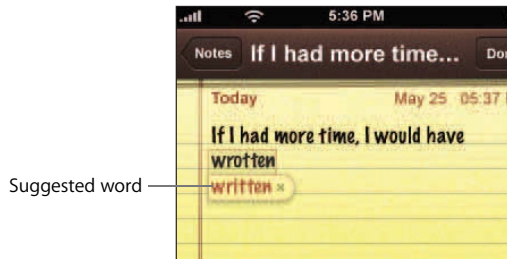 5:36 PM
Notes If I had more time... Don
Today May 25 05:37
If I had more time, I would have
wrotten
Suggested word written ×